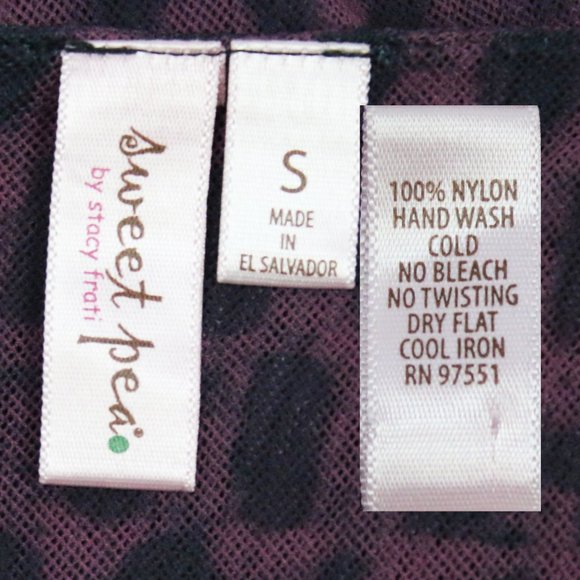 sweet pea
by stacy frati
S
MADE
IN
EL SALVADOR
100% NYLON
HAND WASH
COLD
NO BLEACH
NO TWISTING
DRY FLAT
COOL IRON
RN 97551